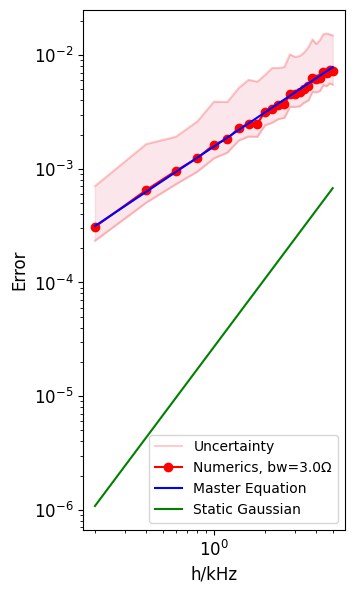 10⁻²
10⁻³
10⁻⁴
10⁻⁵
10⁻⁶
Error
Uncertainty
Numerics, bw=3.0Ω
Master Equation
Static Gaussian
10⁰
h/kHz